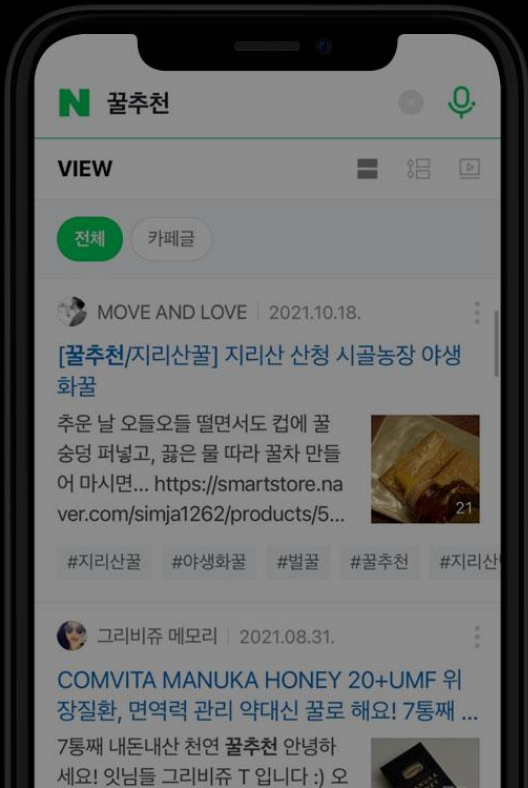 N 꿀추천
VIEW
전체 카페글
MOVE AND LOVE 2021.10.18.
[꿀추천/지리산꿀] 지리산 산청 시골농장 야생
화꿀
추운 날 오들오들 떨면서도 컵에 꿀
숭덩 퍼넣고, 끓은 물 따라 꿀차 만들
어 마시면... https://smartstore.na
ver.com/simja1262/products/5...
21
#지리산꿀 #야생화꿀 #벌꿀 #꿀추천 #지리산
그리비쥬 메모리 2021.08.31.
COMVITA MANUKA HONEY 20+UMF 위
장질환, 면역력 관리 약대신 꿀로 해요! 7통째 ...
7통째 내돈내산 천연 꿀추천 안녕하
세요! 잇님들 그리비쥬 T 입니다 :) 오